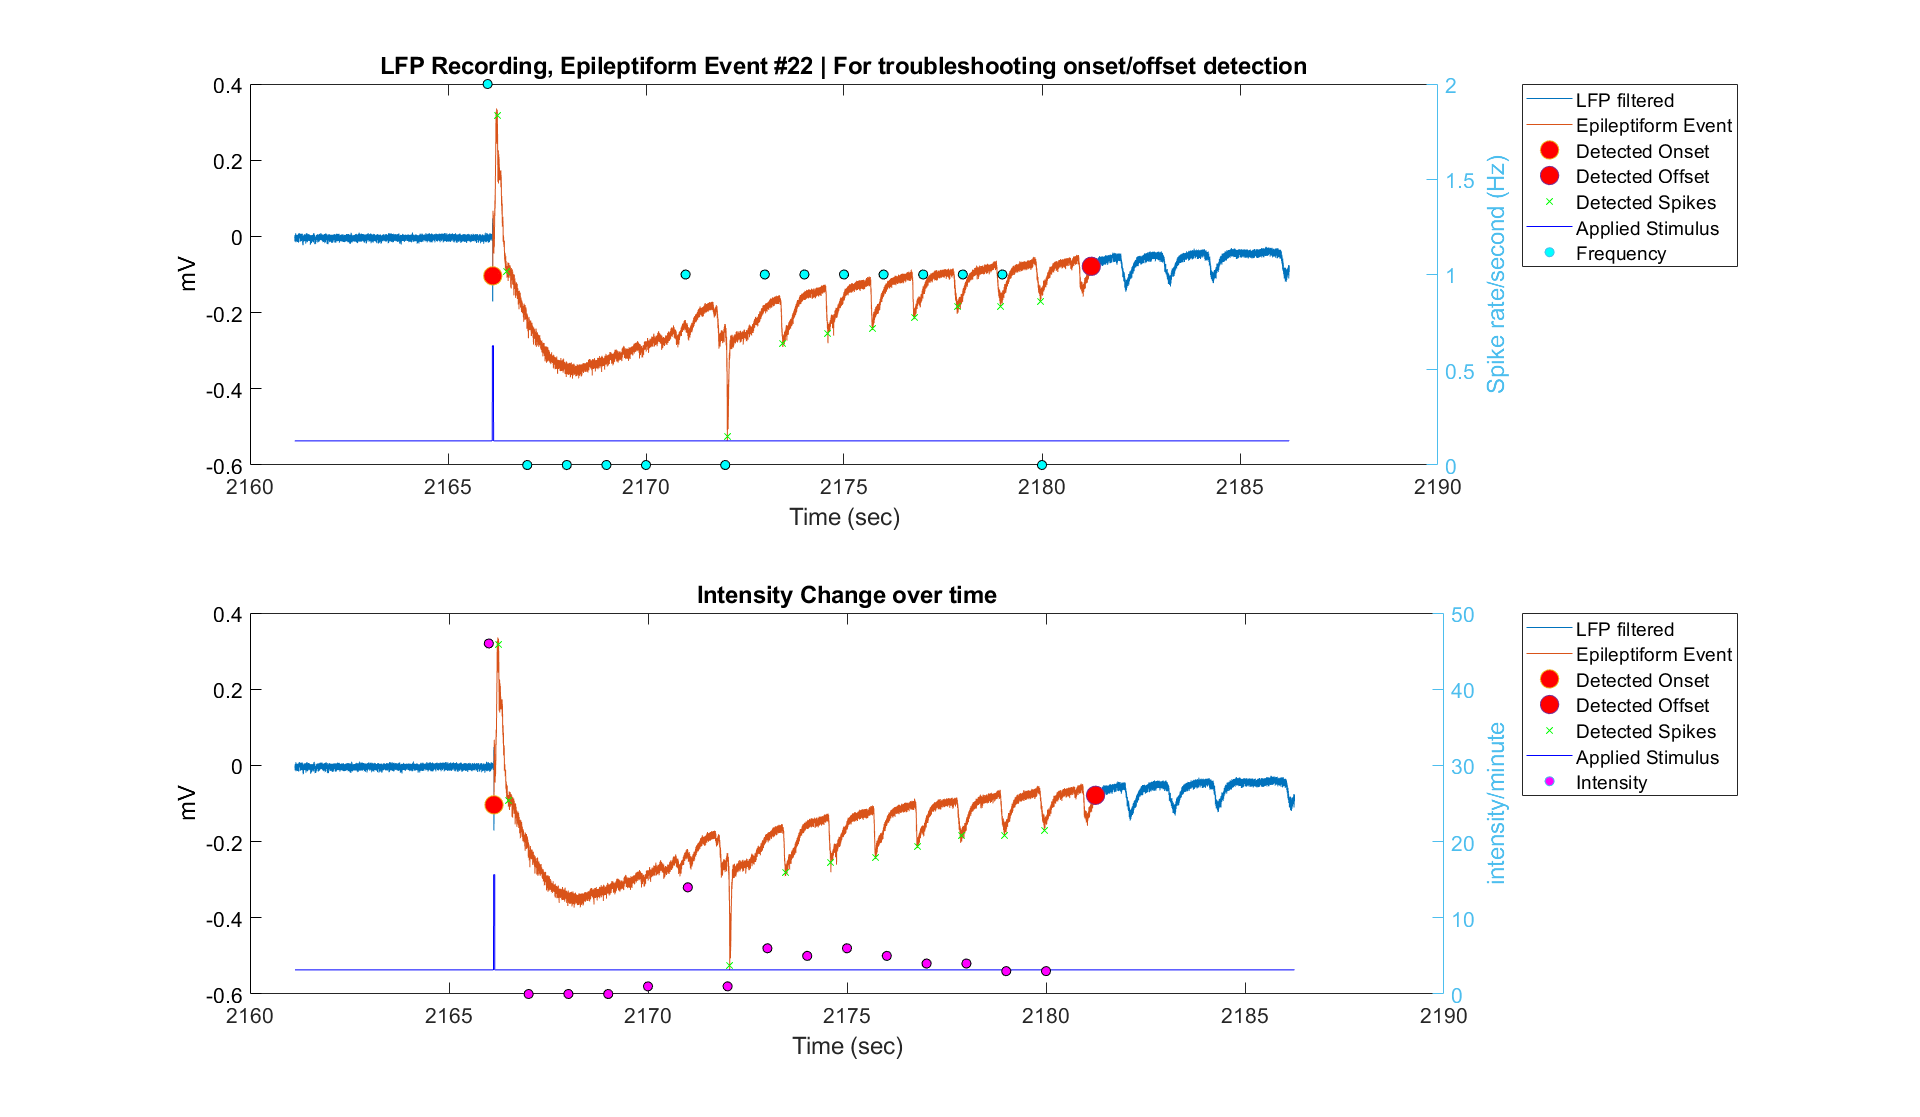 LFP Recording, Epileptiform Event #22 | For troubleshooting onset/offset detection
0.4
0.2
0
-0.2
-0.4
-0.6
mV
2160 2165 2170 2175 2180 2185 2190
Time (sec)
2
1.5
1
0.5
0
Spike rate/second (Hz)
LFP filtered
Epileptiform Event
Detected Onset
Detected Offset
Detected Spikes
Applied Stimulus
Frequency
Intensity Change over time
0.4
0.2
0
-0.2
-0.4
-0.6
mV
2160 2165 2170 2175 2180 2185 2190
Time (sec)
50
40
30
20
10
0
intensity/minute
LFP filtered
Epileptiform Event
Detected Onset
Detected Offset
Detected Spikes
Applied Stimulus
Intensity